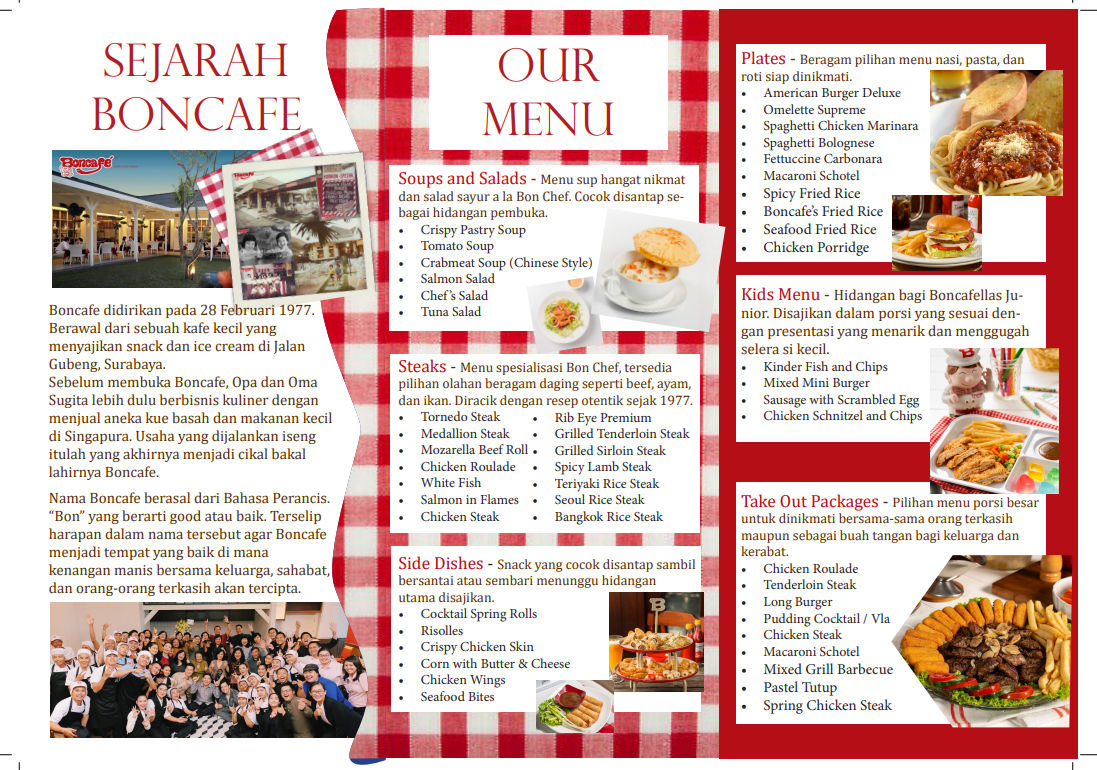 SEJARAH
BONCAFE
Boncafe
Boncafe didirikan pada 28 Februari 1977.
Berawal dari sebuah kafe kecil yang
menyajikan snack dan ice cream di Jalan
Gubeng, Surabaya.
Sebelum membuka Boncafe, Opa dan Oma
Sugita lebih dulu berbisnis kuliner dengan
menjual aneka kue basah dan makanan kecil
di Singapura. Usaha yang dijalankan iseng
itulah yang akhirnya menjadi cikal bakal
lahirnya Boncafe.
Nama Boncafe berasal dari Bahasa Perancis.
“Bon” yang berarti good atau baik. Terselip
harapan dalam nama tersebut agar Boncafe
menjadi tempat yang baik di mana
kenangan manis bersama keluarga, sahabat,
dan orang-orang terkasih akan tercipta.
OUR
MENU
Soups and Salads - Menu sup hangat nikmat
dan salad sayur a la Bon Chef. Cocok disantap se-
bagai hidangan pembuka.
• Crispy Pastry Soup
• Tomato Soup
• Crabmeat Soup (Chinese Style)
• Salmon Salad
• Chef’s Salad
• Tuna Salad
Steaks - Menu spesialisasi Bon Chef, tersedia
pilihan olahan beragam daging seperti beef, ayam,
dan ikan. Diracik dengan resep otentik sejak 1977.
• Tornedo Steak
• Medallion Steak
• Mozarella Beef Roll
• Chicken Roulade
• White Fish
• Salmon in Flames
• Chicken Steak
• Rib Eye Premium
• Grilled Tenderloin Steak
• Grilled Sirloin Steak
• Spicy Lamb Steak
• Teriyaki Rice Steak
• Seoul Rice Steak
• Bangkok Rice Steak
Side Dishes - Snack yang cocok disantap sambil
bersantai atau sembari menunggu hidangan
utama disajikan.
• Cocktail Spring Rolls
• Risolles
• Crispy Chicken Skin
• Corn with Butter & Cheese
• Chicken Wings
• Seafood Bites
B
Plates - Beragam pilihan menu nasi, pasta, dan
roti siap dinikmati.
• American Burger Deluxe
• Omelette Supreme
• Spaghetti Chicken Marinara
• Spaghetti Bolognese
• Fettuccine Carbonara
• Macaroni Schotel
• Spicy Fried Rice
• Boncafe’s Fried Rice
• Seafood Fried Rice
• Chicken Porridge
Kids Menu - Hidangan bagi Boncafellas Ju-
nior. Disajikan dalam porsi yang sesuai den-
gan presentasi yang menarik dan menggugah
selera si kecil.
• Kinder Fish and Chips
• Mixed Mini Burger
• Sausage with Scrambled Egg
• Chicken Schnitzel and Chips
B
Take Out Packages - Pilihan menu porsi besar
untuk dinikmati bersama-sama orang terkasih
maupun sebagai buah tangan bagi keluarga dan
kerabat.
• Chicken Roulade
• Tenderloin Steak
• Long Burger
• Pudding Cocktail / Vla
• Chicken Steak
• Macaroni Schotel
• Mixed Grill Barbecue
• Pastel Tutup
• Spring Chicken Steak